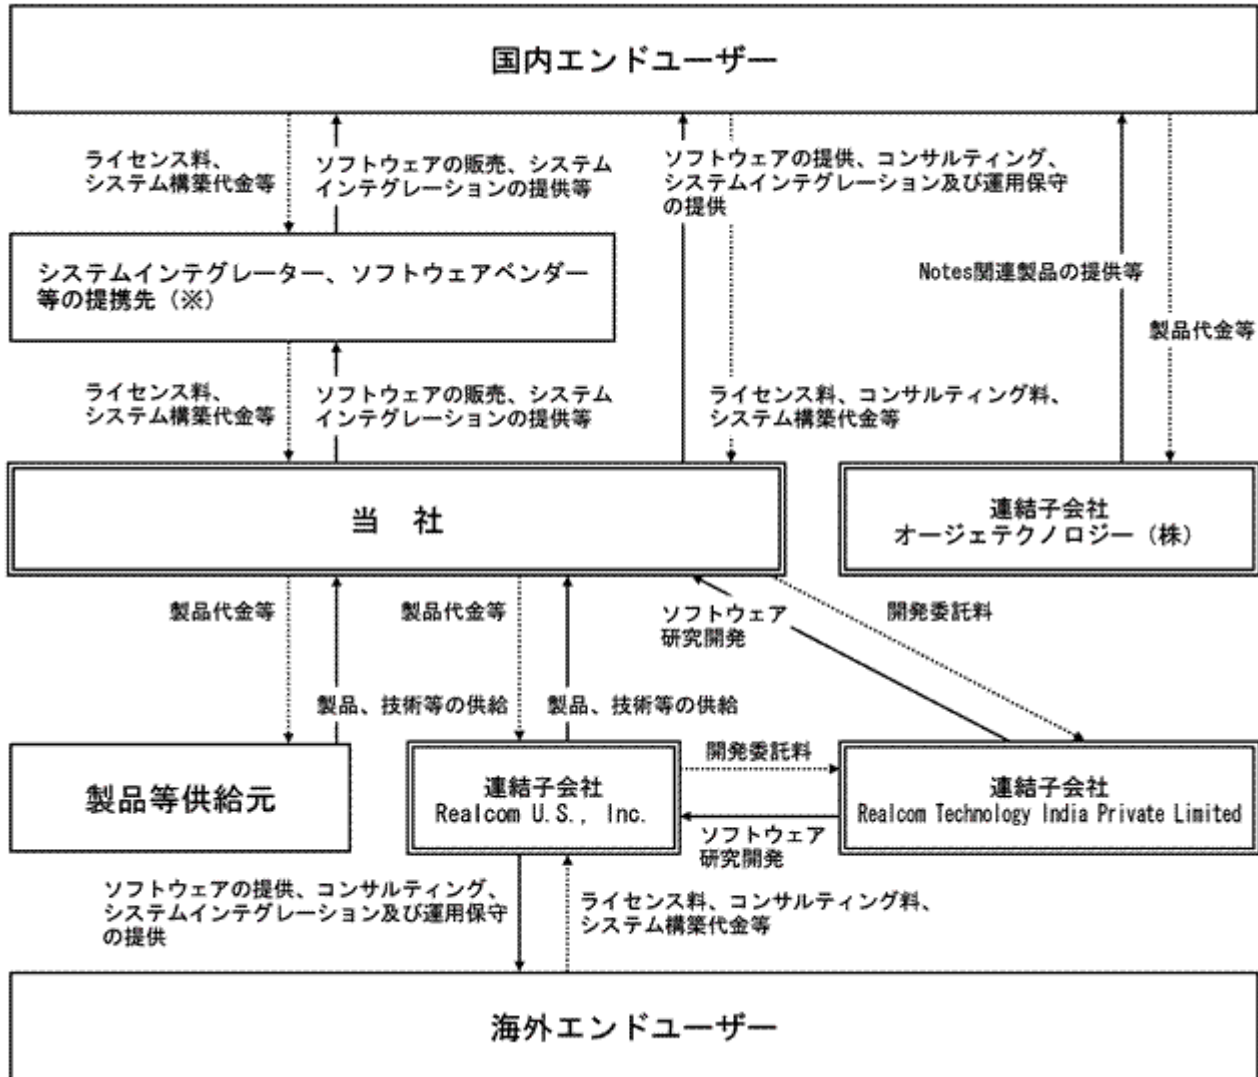 国内エンドユーザー
ライセンス料、
システム構築代金等
ソフトウェアの販売、システム
インテグレーションの提供等
ソフトウェアの提供、コンサルティング、
システムインテグレーション及び運用保守
の提供
システムインテグレーター、ソフトウェアベンダー
等の提携先（※）
Notes関連製品の提供等
製品代金等
ライセンス料、
システム構築代金等
ソフトウェアの販売、システム
インテグレーションの提供等
ライセンス料、コンサルティング料、
システム構築代金等
当　社
連結子会社
オージェテクノロジー（株）
製品代金等
製品代金等
ソフトウェア
研究開発
開発委託料
製品、技術等の供給
製品、技術等の供給
製品等供給元
連結子会社
Realcom U.S., Inc.
開発委託料
ソフトウェア
研究開発
連結子会社
Realcom Technology India Private Limited
ソフトウェアの提供、コンサルティング、
システムインテグレーション及び運用保守
の提供
ライセンス料、コンサルティング料、
システム構築代金等
海外エンドユーザー